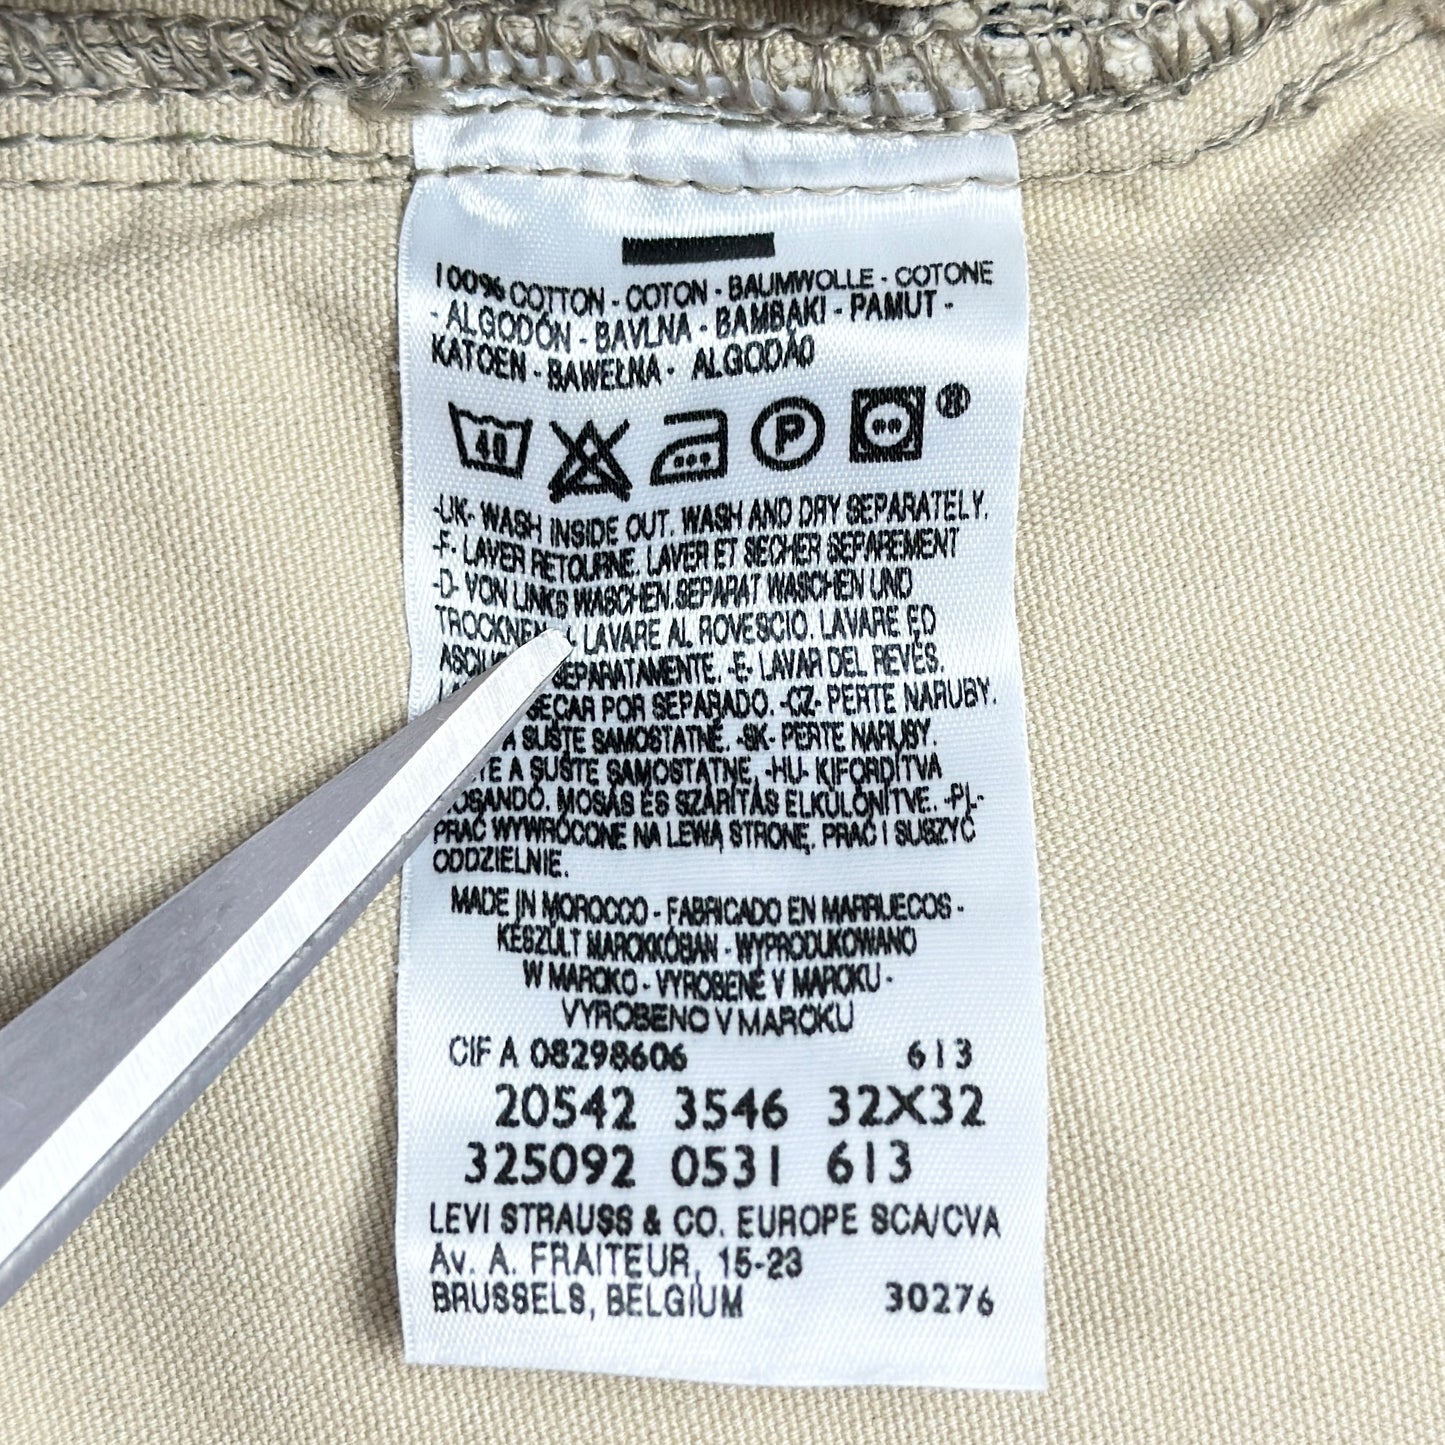 100% COTTON - COTON - BAUMWOLLE - COTONE
- ALGODÓN - BAVLNA - BAMBAKI - PAMUT -
KATOEN - BAWEŁNA - ALGODÃO
40 P ®
-UK- WASH INSIDE OUT. WASH AND DRY SEPARATELY.
-F- LAVER RETOURNE. LAVER ET SECHER SEPAREMENT
-D- VON LINKS WASCHEN. SEPARAT WASCHEN UND
TROCKNEN LAVARE AL ROVESCIO. LAVARE ED
SEPARATAMENTE. -E- LAVAR DEL REVÉS.
SECAR POR SEPARADO. -CZ- PERTE NARUBY.
A SUŠTE SAMOSTATNĚ. -SK- PERTE NARUBY.
A SUŠTE SAMOSTATNE. -HU- KIFORDÍTVA
MOSANDÓ. MOSÁS ÉS SZÁRÍTÁS ELKÜLÖNÍTVE. -PL-
PRAĆ WYWRÓCONE NA LEWĄ STRONĘ. PRAĆ I SUSZYĆ
ODDZIELNIE.
MADE IN MOROCCO - FABRICADO EN MARRUECOS -
KÉSZÜLT MAROKKÓBAN - WYPRODUKOWANO
W MAROKO - VYROBENÉ V MAROKU -
VYROBENO V MAROKU
CIF A 08298606 613
20542 3546 32X32
325092 0531 613
LEVI STRAUSS & CO. EUROPE SCA/CVA
Av. A. FRAITEUR, 15-23
BRUSSELS, BELGIUM 30276